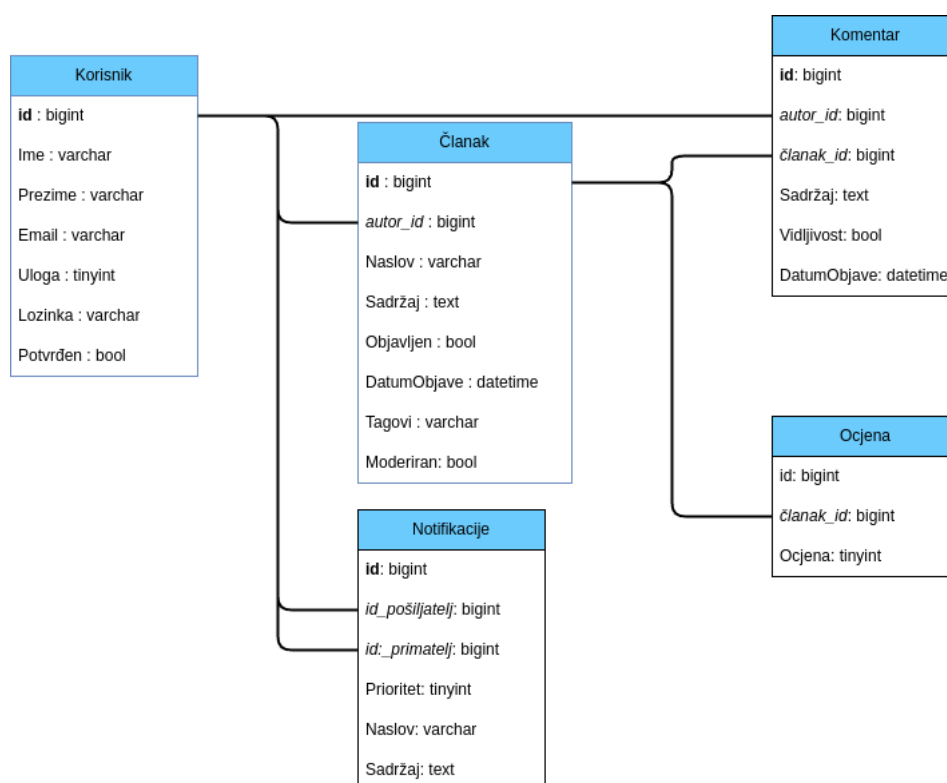 Korisnik
id : bigint
Ime : varchar
Prezime : varchar
Email : varchar
Uloga : tinyint
Lozinka : varchar
Potvrđen : bool
Članak
id : bigint
autor_id : bigint
Naslov : varchar
Sadržaj : text
Objavljen : bool
DatumObjave : datetime
Tagovi : varchar
Moderiran: bool
Notifikacije
id: bigint
id_pošiljatelj: bigint
id:_primatelj: bigint
Prioritet: tinyint
Naslov: varchar
Sadržaj: text
Komentar
id: bigint
autor_id: bigint
članak_id: bigint
Sadržaj: text
Vidljivost: bool
DatumObjave: datetime
Ocjena
id: bigint
članak_id: bigint
Ocjena: tinyint